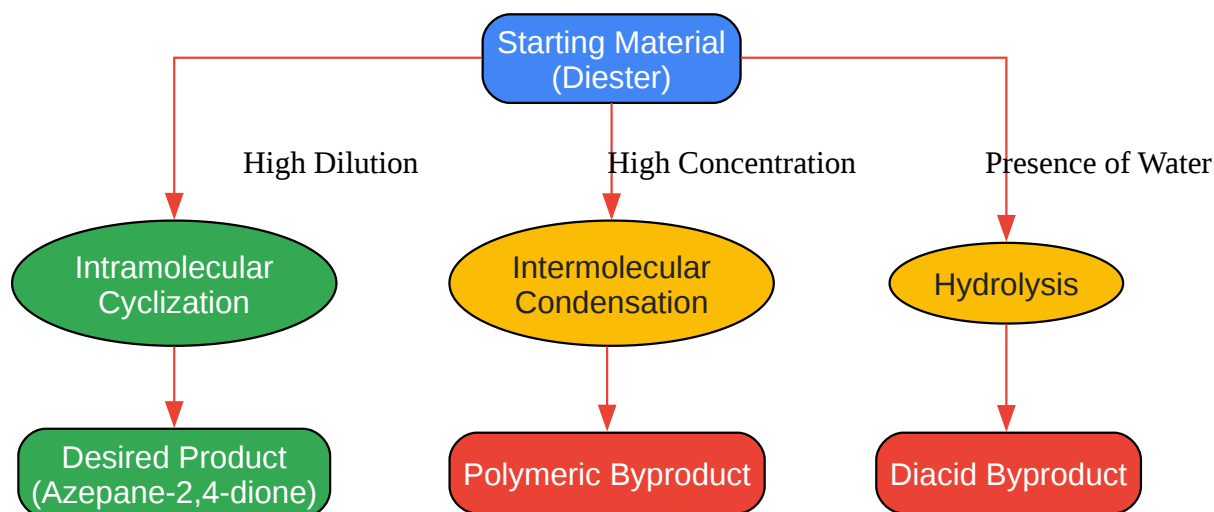 Starting Material
(Diester)
High Dilution
High Concentration
Presence of Water
Intramolecular
Cyclization
Intermolecular
Condensation
Hydrolysis
Desired Product
(Azepane-2,4-dione)
Polymeric Byproduct
Diacid Byproduct